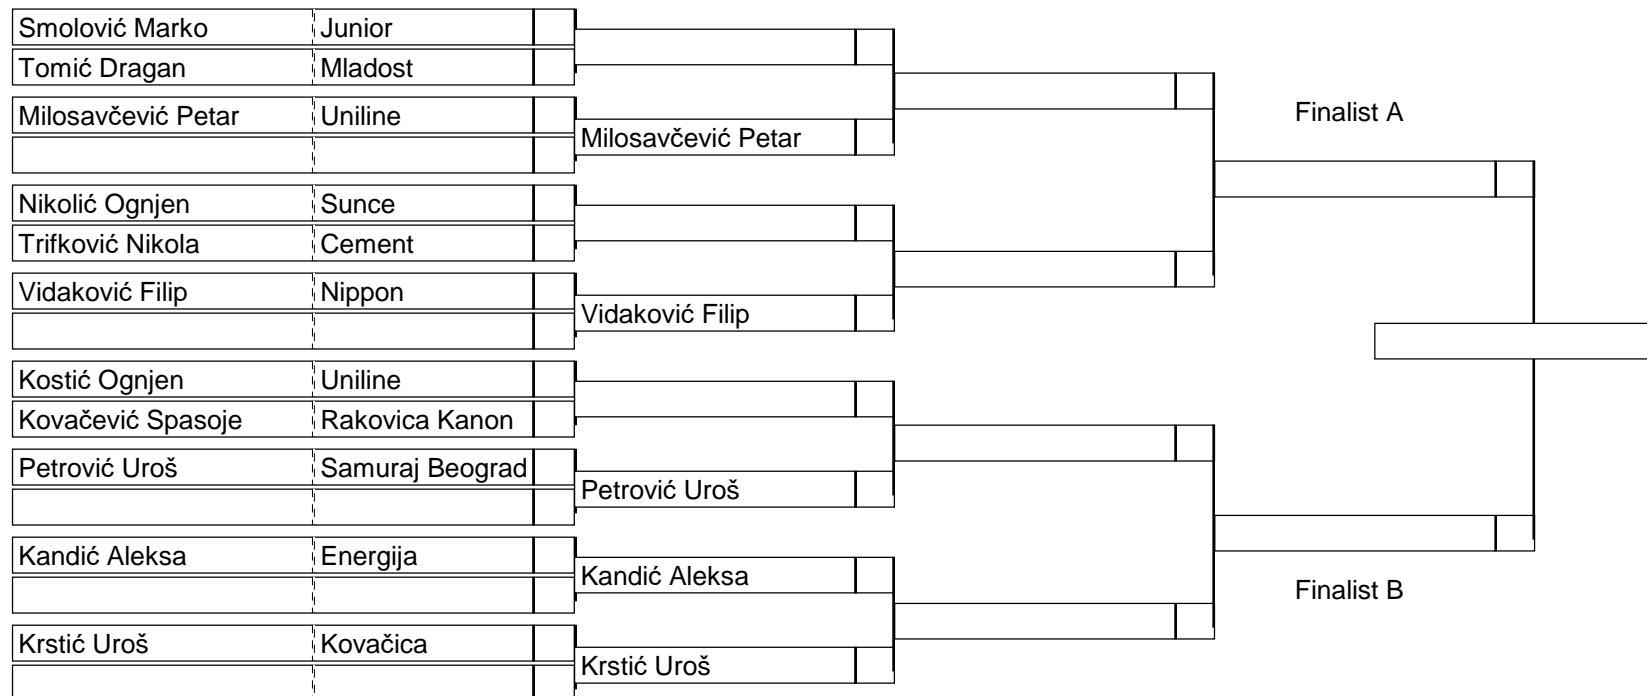 Smolović Marko Junior
Tomić Dragan Mladost
Milosavčević Petar Uniline
Milosavčević Petar
Finalist A
Nikolić Ognjen Sunce
Trifković Nikola Cement
Vidaković Filip Nippon
Vidaković Filip
Kostić Ognjen Uniline
Kovačević Spasoje Rakovica Kanon
Petrović Uroš Samuraj Beograd
Petrović Uroš
Kandić Aleksa Energija
Kandić Aleksa
Finalist B
Krstić Uroš Kovačica
Krstić Uroš